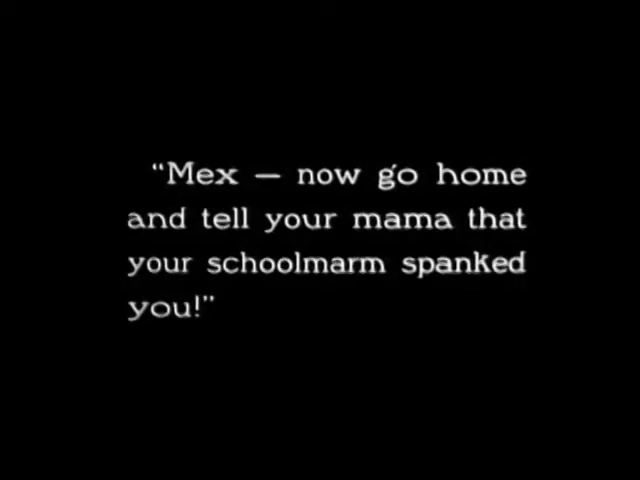 “Mex — now go home
and tell your mama that
your schoolmarm spanked
you!”